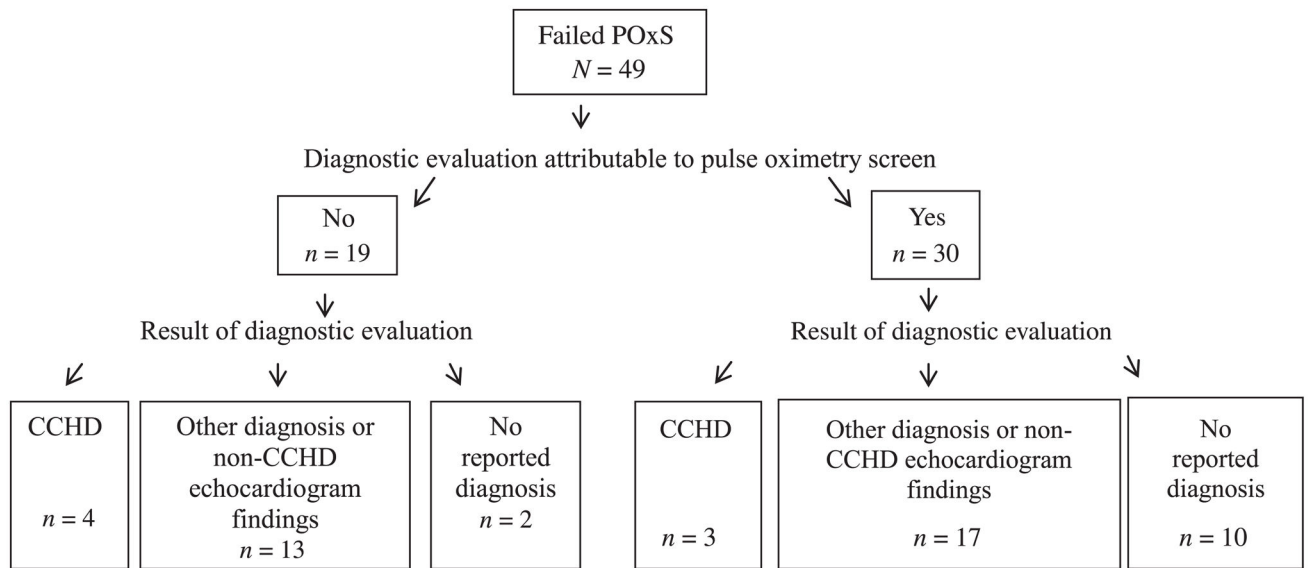 Failed POxS
N = 49
Diagnostic evaluation attributable to pulse oximetry screen
No
n = 19
Yes
n = 30
Result of diagnostic evaluation
Result of diagnostic evaluation
CCHD
n = 4
Other diagnosis or
non-CCHD
echocardiogram
findings
n = 13
No
reported
diagnosis
n = 2
CCHD
n = 3
Other diagnosis or non-
CCHD echocardiogram
findings
n = 17
No
reported
diagnosis
n = 10